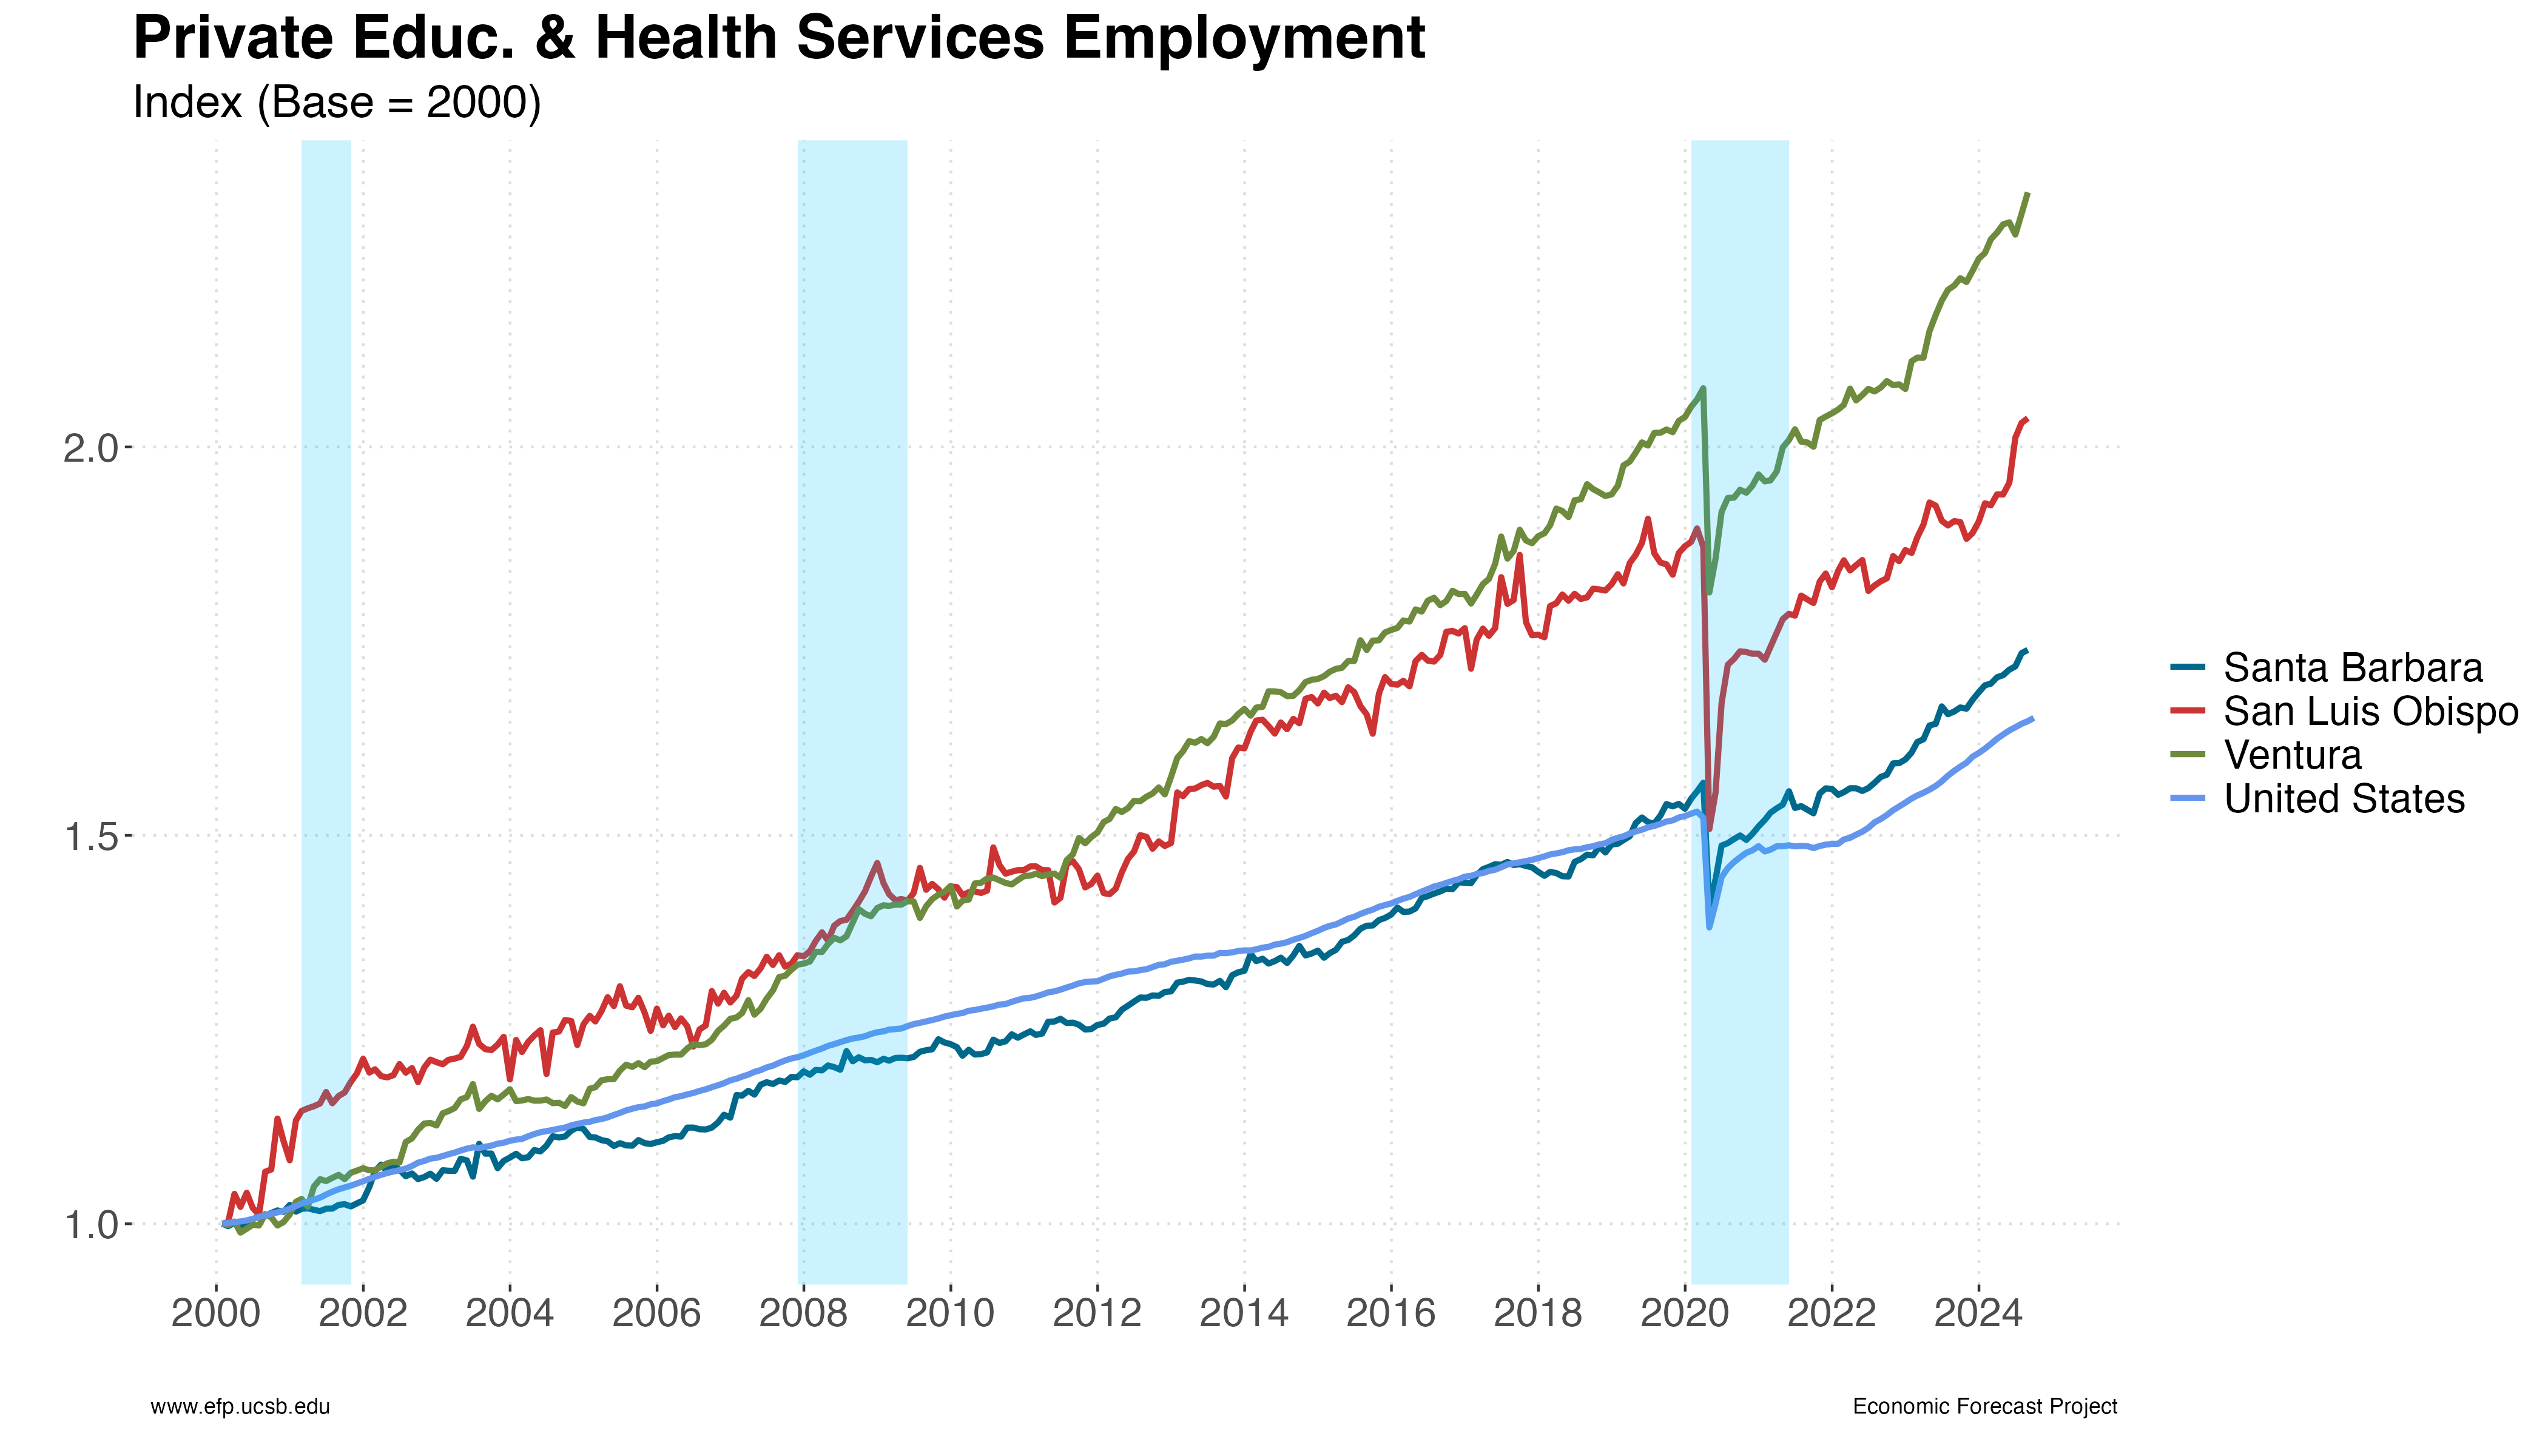 Private Educ. & Health Services Employment
Index (Base = 2000)
2.0
1.5
1.0
2000 2002 2004 2006 2008 2010 2012 2014 2016 2018 2020 2022 2024
Santa Barbara
San Luis Obispo
Ventura
United States
www.efp.ucsb.edu
Economic Forecast Project